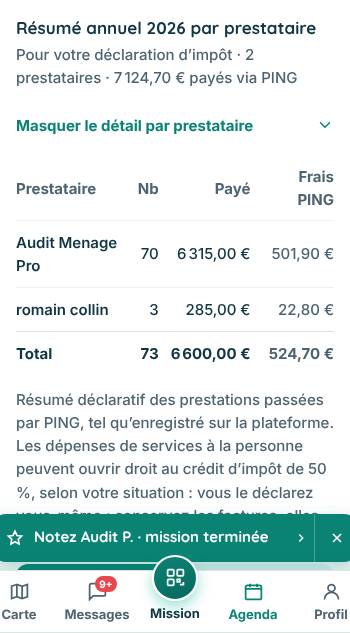 Résumé annuel 2026 par prestataire
Pour votre déclaration d’impôt · 2
prestataires · 7 124,70 € payés via PING
Masquer le détail par prestataire
Prestataire Nb Payé Frais PING
Audit Menage Pro 70 6 315,00 € 501,90 €
romain collin 3 285,00 € 22,80 €
Total 73 6 600,00 € 524,70 €
Résumé déclaratif des prestations passées
par PING, tel qu’enregistré sur la plateforme.
Les dépenses de services à la personne
peuvent ouvrir droit au crédit d’impôt de 50
%, selon votre situation : vous le déclarez
Notez Audit P. · mission terminée
9+
Carte Messages Mission Agenda Profil